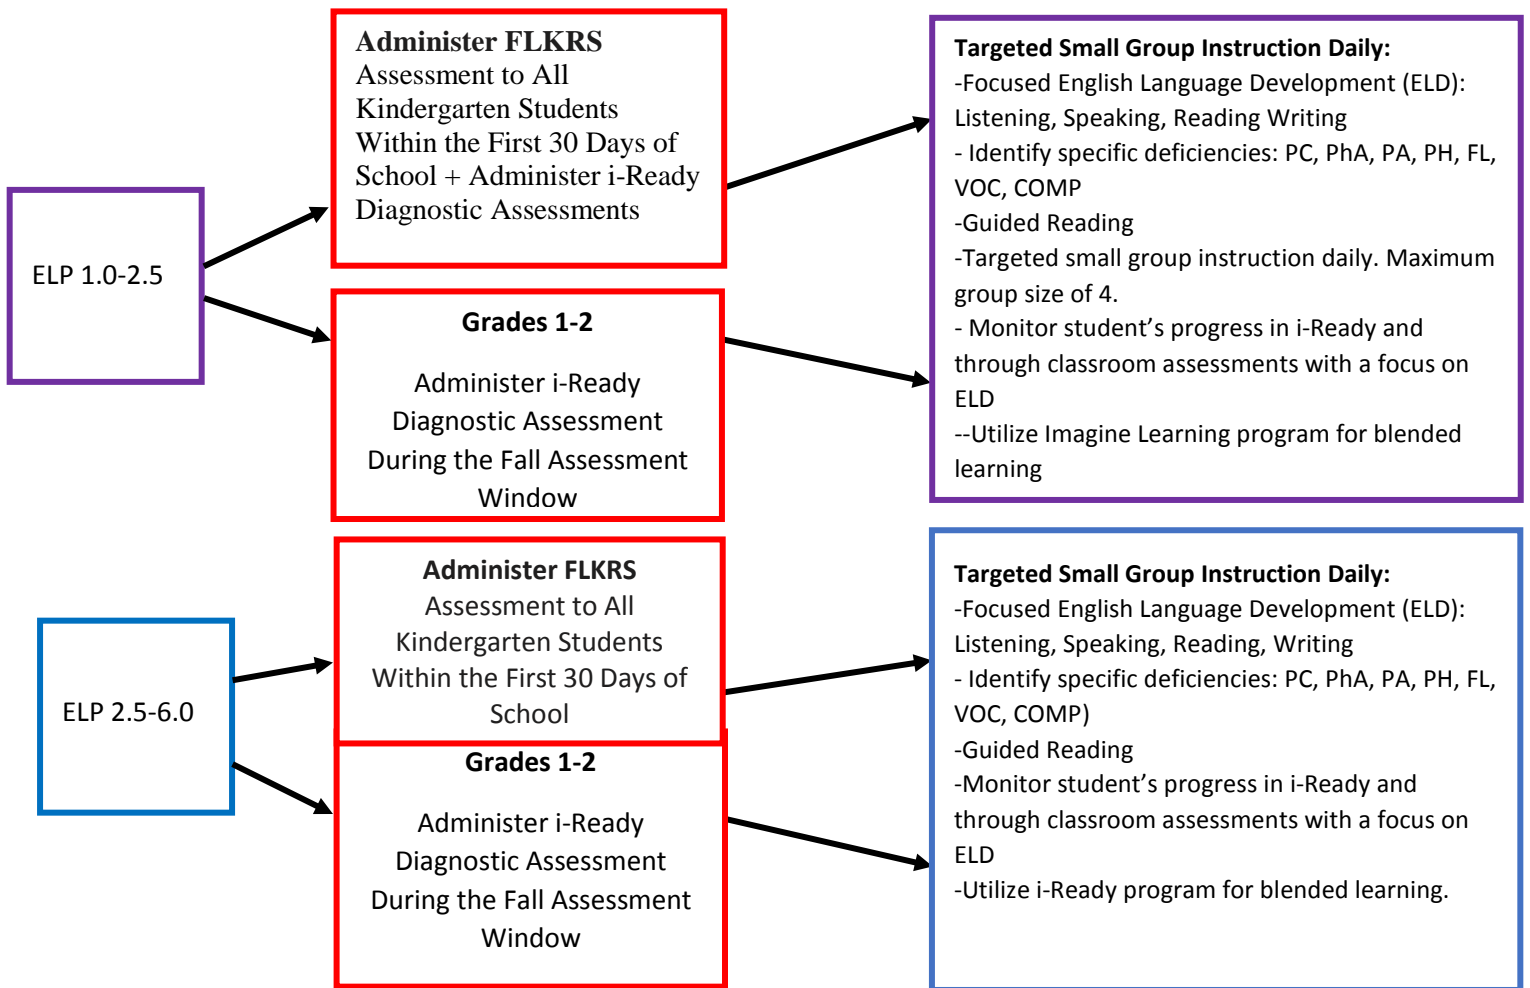 ELP 1.0-2.5
Administer FLKRS
Assessment to All
Kindergarten Students
Within the First 30 Days of
School + Administer i-Ready
Diagnostic Assessments
Grades 1-2
Administer i-Ready
Diagnostic Assessment
During the Fall Assessment
Window
Targeted Small Group Instruction Daily:
-Focused English Language Development (ELD):
Listening, Speaking, Reading Writing
- Identify specific deficiencies: PC, PhA, PA, PH, FL,
VOC, COMP
-Guided Reading
-Targeted small group instruction daily. Maximum
group size of 4.
- Monitor student’s progress in i-Ready and
through classroom assessments with a focus on
ELD
--Utilize Imagine Learning program for blended
learning
ELP 2.5-6.0
Administer FLKRS
Assessment to All
Kindergarten Students
Within the First 30 Days of
School
Grades 1-2
Administer i-Ready
Diagnostic Assessment
During the Fall Assessment
Window
Targeted Small Group Instruction Daily:
-Focused English Language Development (ELD):
Listening, Speaking, Reading, Writing
- Identify specific deficiencies: PC, PhA, PA, PH, FL,
VOC, COMP)
-Guided Reading
-Monitor student’s progress in i-Ready and
through classroom assessments with a focus on
ELD
-Utilize i-Ready program for blended learning.